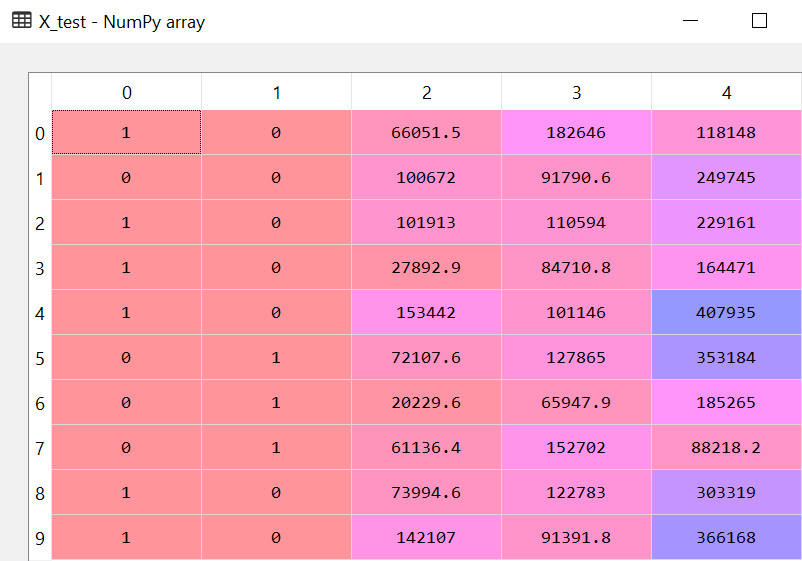 X_test - NumPy array
0 1 2 3 4
0 1 0 66051.5 182646 118148
1 0 0 100672 91790.6 249745
2 1 0 101913 110594 229161
3 1 0 27892.9 84710.8 164471
4 1 0 153442 101146 407935
5 0 1 72107.6 127865 353184
6 0 1 20229.6 65947.9 185265
7 0 1 61136.4 152702 88218.2
8 1 0 73994.6 122783 303319
9 1 0 142107 91391.8 366168